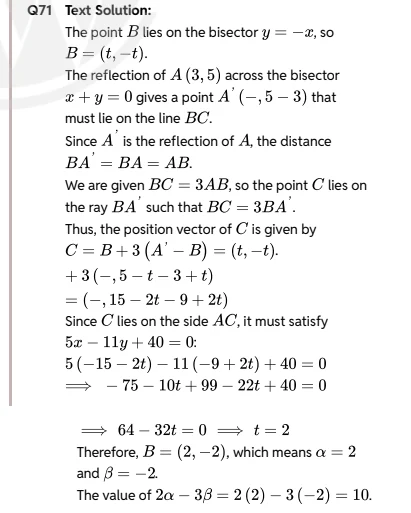 Q71 Text Solution:
The point B lies on the bisector y = −x, so
B = (t, −t).
The reflection of A (3, 5) across the bisector
x + y = 0 gives a point A' (−, 5 − 3) that
must lie on the line BC.
Since A' is the reflection of A, the distance
BA' = BA = AB.
We are given BC = 3AB, so the point C lies on
the ray BA' such that BC = 3BA'.
Thus, the position vector of C is given by
C = B + 3 (A' − B) = (t, −t).
+ 3 (−, 5 − t − 3 + t)
= (−, 15 − 2t − 9 + 2t)
Since C lies on the side AC, it must satisfy
5x − 11y + 40 = 0:
5 (−15 − 2t) − 11 (−9 + 2t) + 40 = 0
⟹ − 75 − 10t + 99 − 22t + 40 = 0
⟹ 64 − 32t = 0 ⟹ t = 2
Therefore, B = (2, −2), which means α = 2
and β = −2.
The value of 2α − 3β = 2 (2) − 3 (−2) = 10.